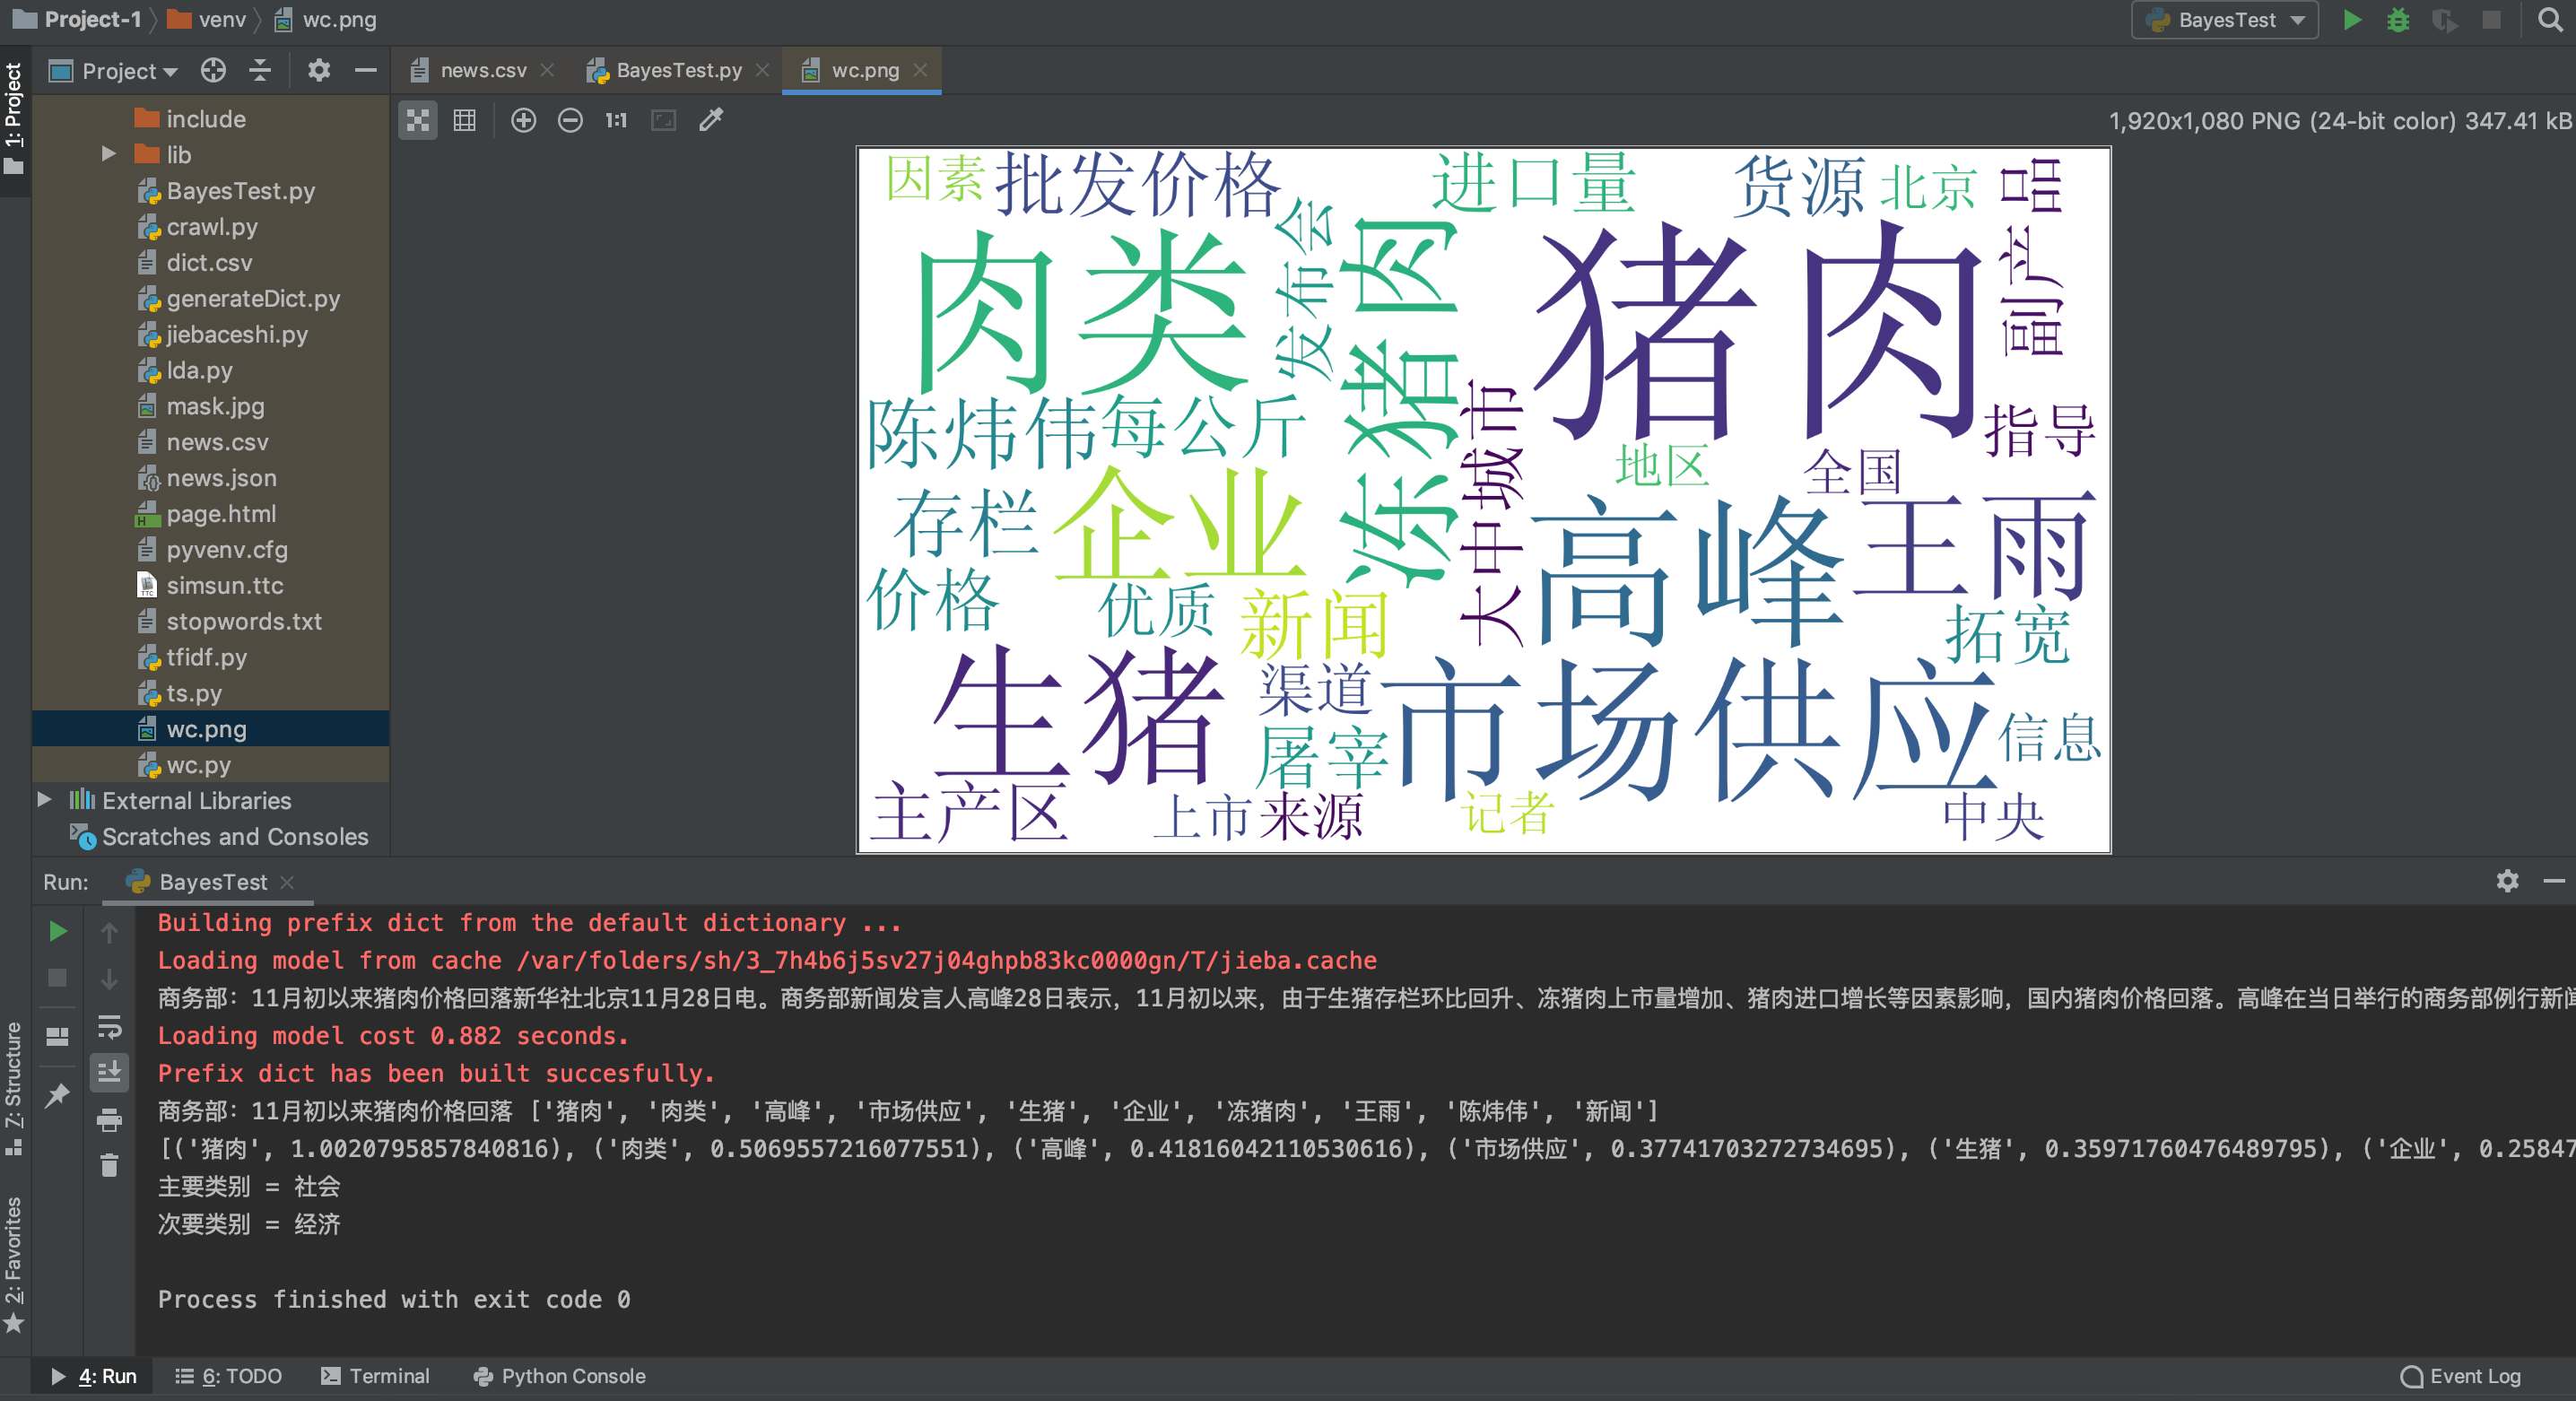 Project-1 venv wc.png
BayesTest
1: Project
Project
news.csv
BayesTest.py
wc.png
1:1
1,920x1,080 PNG (24-bit color) 347.41 kB
include
lib
BayesTest.py
crawl.py
dict.csv
generateDict.py
jiebaceshi.py
lda.py
mask.jpg
news.csv
news.json
page.html
pyvenv.cfg
simsun.ttc
stopwords.txt
tfidf.py
ts.py
wc.png
wc.py
External Libraries
Scratches and Consoles
因素
批发价格
进口量
货源
北京
副产品
肉类
发布会
冻猪肉
猪肉
陈炜伟
每公斤
大中城市
指导
地区
全国
存栏
企业
高峰
王雨
价格
优质
新闻
拓宽
生猪
渠道
市场供应
屠宰
信息
主产区
上市
来源
记者
中央
Run:
BayesTest
Building prefix dict from the default dictionary ...
Loading model from cache /var/folders/sh/3_7h4b6j5sv27j04ghpb83kc0000gn/T/jieba.cache
商务部：11月初以来猪肉价格回落新华社北京11月28日电。商务部新闻发言人高峰28日表示，11月初以来，由于生猪存栏环比回升、冻猪肉上市量增加、猪肉进口增长等因素影响，国内猪肉价格回落。高峰在当日举行的商务部例行新闻
Loading model cost 0.882 seconds.
Prefix dict has been built succesfully.
商务部：11月初以来猪肉价格回落 ['猪肉', '肉类', '高峰', '市场供应', '生猪', '企业', '冻猪肉', '王雨', '陈炜伟', '新闻']
[('猪肉', 1.0020795857840816), ('肉类', 0.5069557216077551), ('高峰', 0.41816042110530616), ('市场供应', 0.37741703272734695), ('生猪', 0.35971760476489795), ('企业', 0.25847
主要类别 = 社会
次要类别 = 经济
Process finished with exit code 0
7: Structure
2: Favorites
4: Run
6: TODO
Terminal
Python Console
Event Log